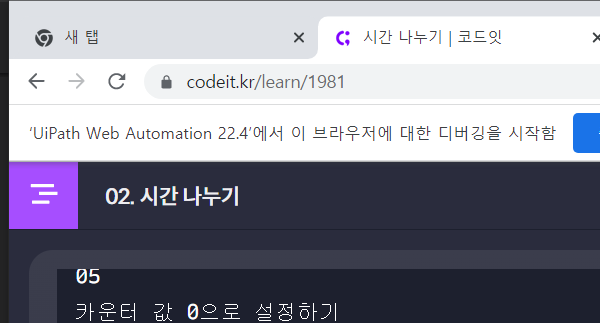 새 탭
시간 나누기 | 코드잇
codeit.kr/learn/1981
'UiPath Web Automation 22.4'에서 이 브라우저에 대한 디버깅을 시작함
02. 시간 나누기
05
카운터 값 0으로 설정하기